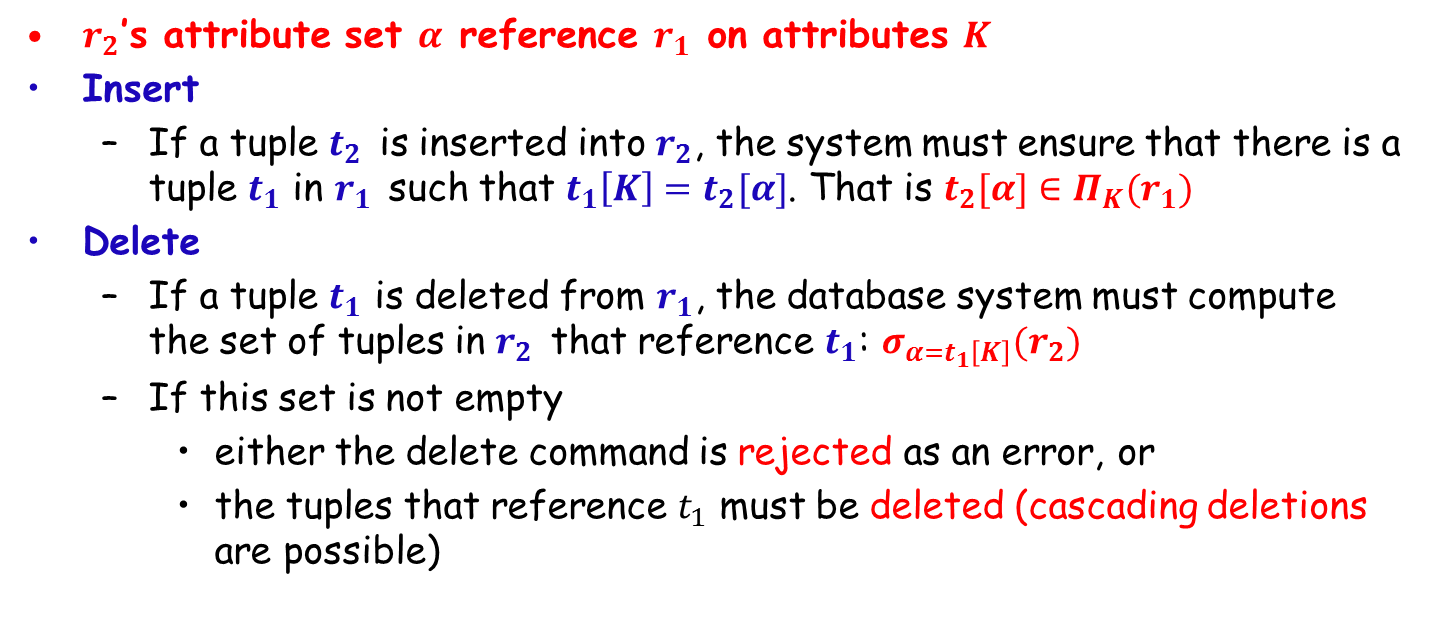 • r₂'s attribute set α reference r₁ on attributes K
• Insert
– If a tuple t₂ is inserted into r₂, the system must ensure that there is a
tuple t₁ in r₁ such that t₁[K] = t₂[α]. That is t₂[α] ∈ Π_K(r₁)
• Delete
– If a tuple t₁ is deleted from r₁, the database system must compute
the set of tuples in r₂ that reference t₁: σ_{α=t₁[K]}(r₂)
– If this set is not empty
• either the delete command is rejected as an error, or
• the tuples that reference t₁ must be deleted (cascading deletions
are possible)